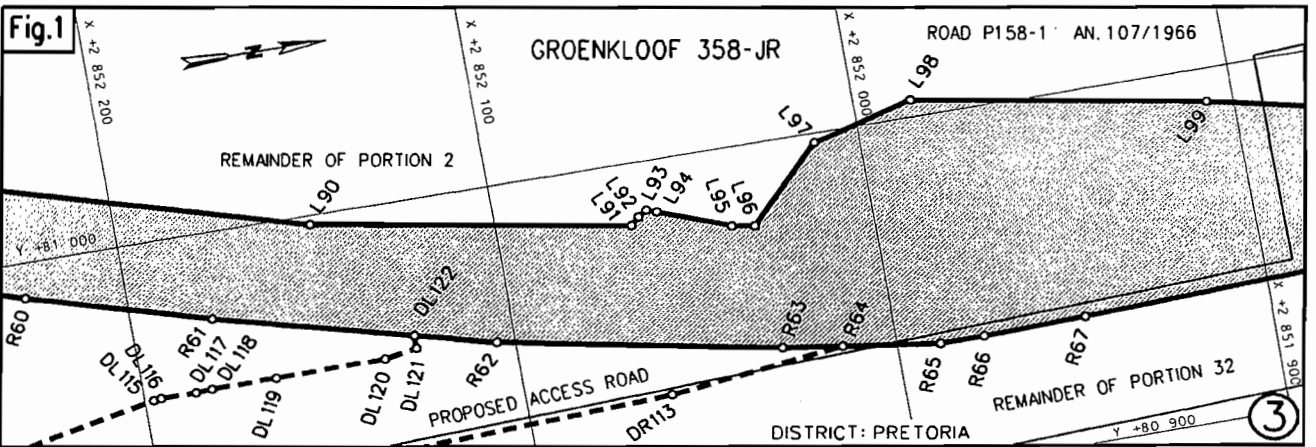 Fig.1
X +2 852 200
N
X +2 852 100
GROENKLOOF 358-JR
X +2 852 000
ROAD P158-1 AN. 107/1966
L98
L97
L99
REMAINDER OF PORTION 2
L90
L91
L92
L93
L94
L95
L96
Y +81 000
R60
R61
DL122
R62
R63
R64
R65
R66
R67
X +2 851 900
DL115
DL116
DL117
DL118
DL119
DL120
DL121
PROPOSED ACCESS ROAD
DR113
REMAINDER OF PORTION 32
DISTRICT: PRETORIA
Y +80 900
3